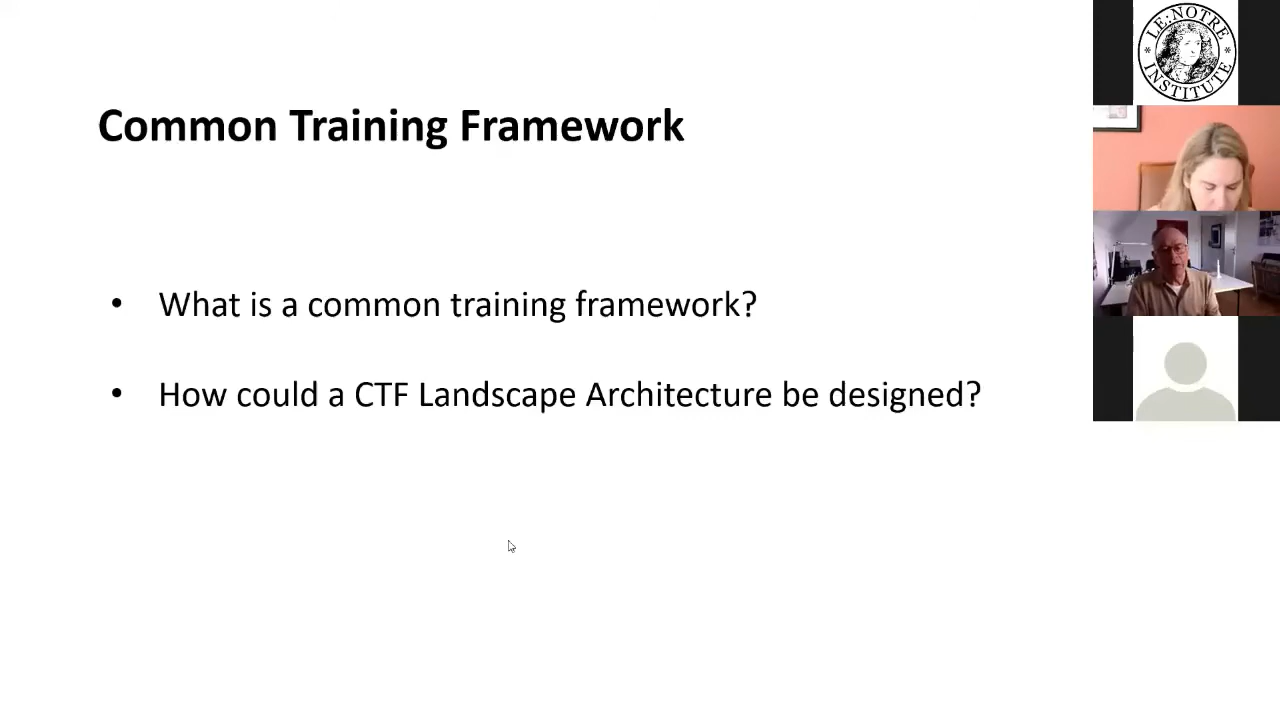 Common Training Framework
• What is a common training framework?
• How could a CTF Landscape Architecture be designed?
LE:NOTRE
* *
INSTITUTE